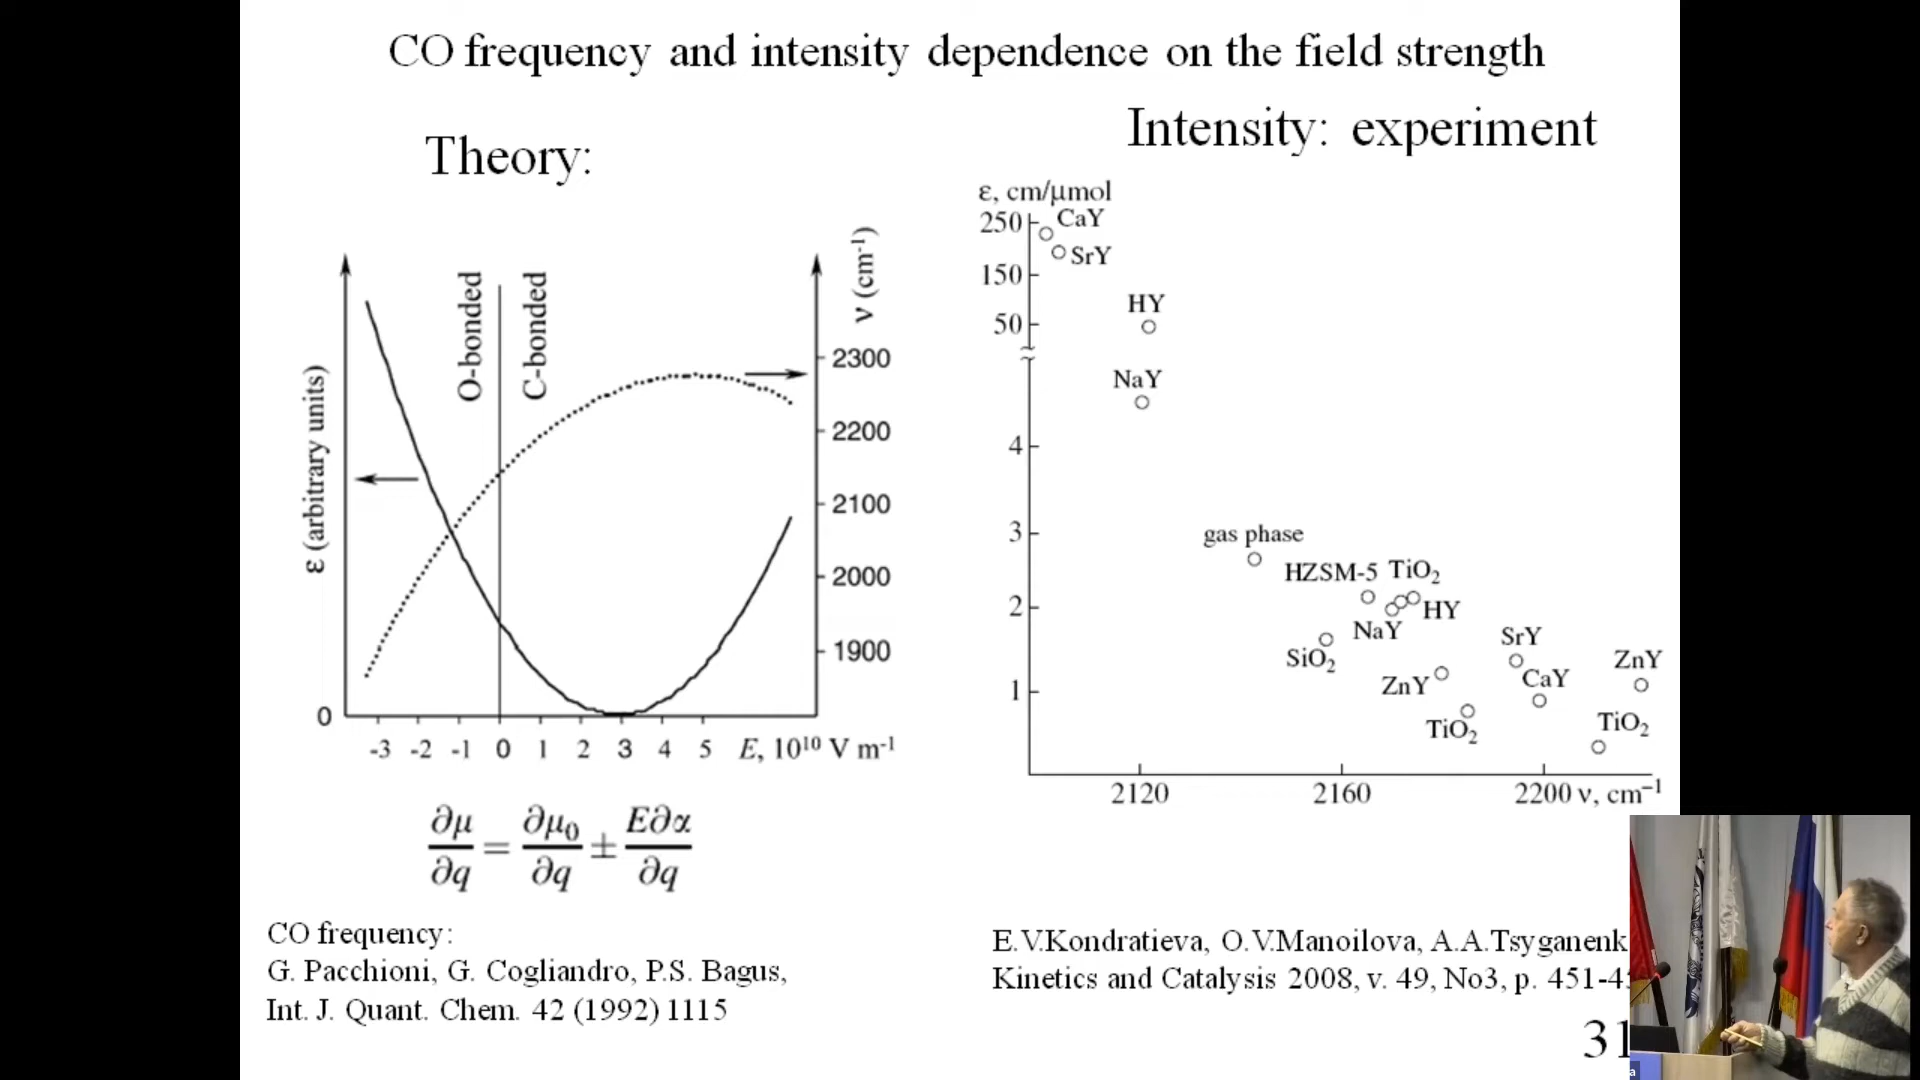 CO frequency and intensity dependence on the field strength
Theory:
ε (arbitrary units)
O-bonded
C-bonded
ν (cm⁻¹)
2300
2200
2100
2000
1900
0
-3 -2 -1 0 1 2 3 4 5 E, 10¹⁰ V m⁻¹
∂μ/∂q = ∂μ₀/∂q ± E∂α/∂q
CO frequency:
G. Pacchioni, G. Cogliandro, P.S. Bagus,
Int. J. Quant. Chem. 42 (1992) 1115
Intensity: experiment
ε, cm/μmol
250
CaY
SrY
150
HY
50
NaY
4
3
gas phase
HZSM-5 TiO₂
2
HY
NaY
SiO₂
SrY
ZnY
ZnY
CaY
1
TiO₂
TiO₂
2120 2160 2200 ν, cm⁻¹
E.V.Kondratieva, O.V.Manoilova, A.A.Tsyganenk
Kinetics and Catalysis 2008, v. 49, No3, p. 451-4
31